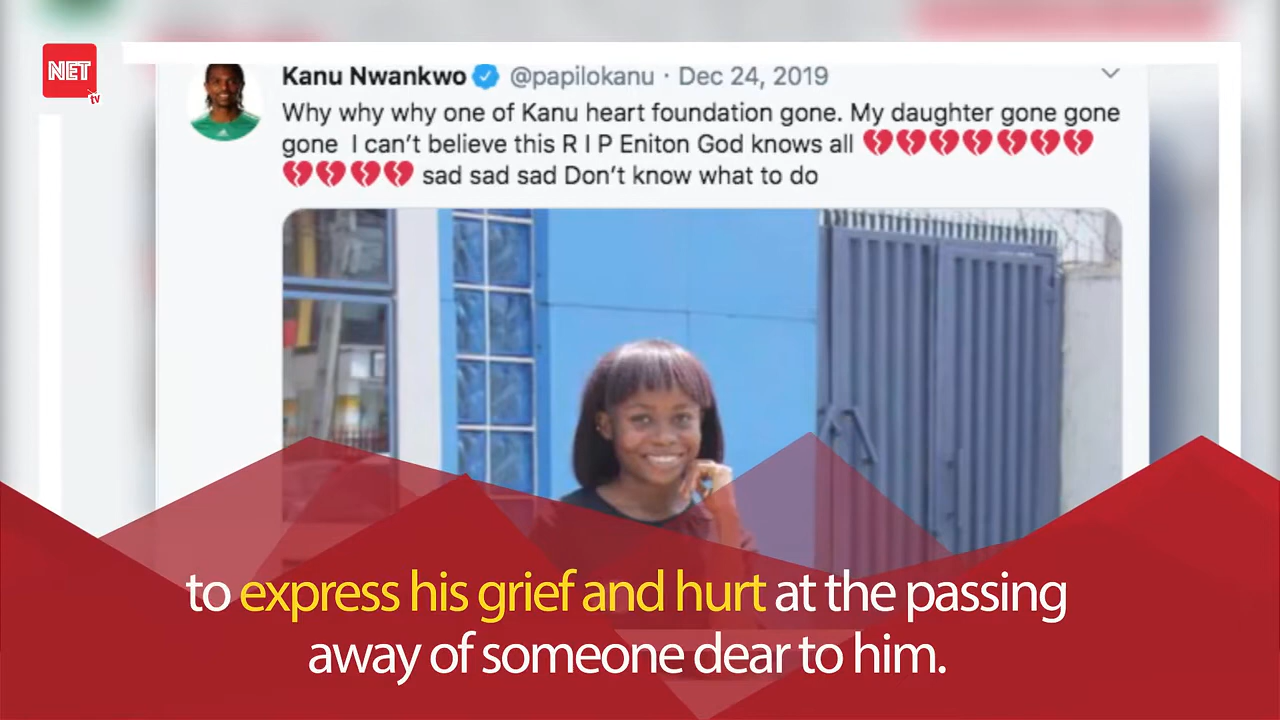 NET
tv
Kanu Nwankwo @papilokanu · Dec 24, 2019
Why why why one of Kanu heart foundation gone. My daughter gone gone
gone I can't believe this R I P Eniton God knows all 💔💔💔💔💔💔💔
💔💔💔💔 sad sad sad Don't know what to do
to express his grief and hurt at the passing
away of someone dear to him.